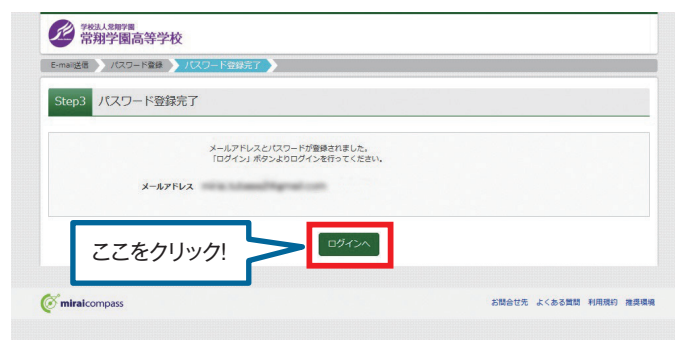 学校法人常翔学園
常翔学園高等学校
E-mail送信 パスワード登録 パスワード登録完了
Step3 パスワード登録完了
メールアドレスとパスワードが登録されました。
「ログイン」ボタンよりログインを行ってください。
メールアドレス
ここをクリック!
ログインへ
miraicompass
お問合せ先 よくある質問 利用規約 推奨環境